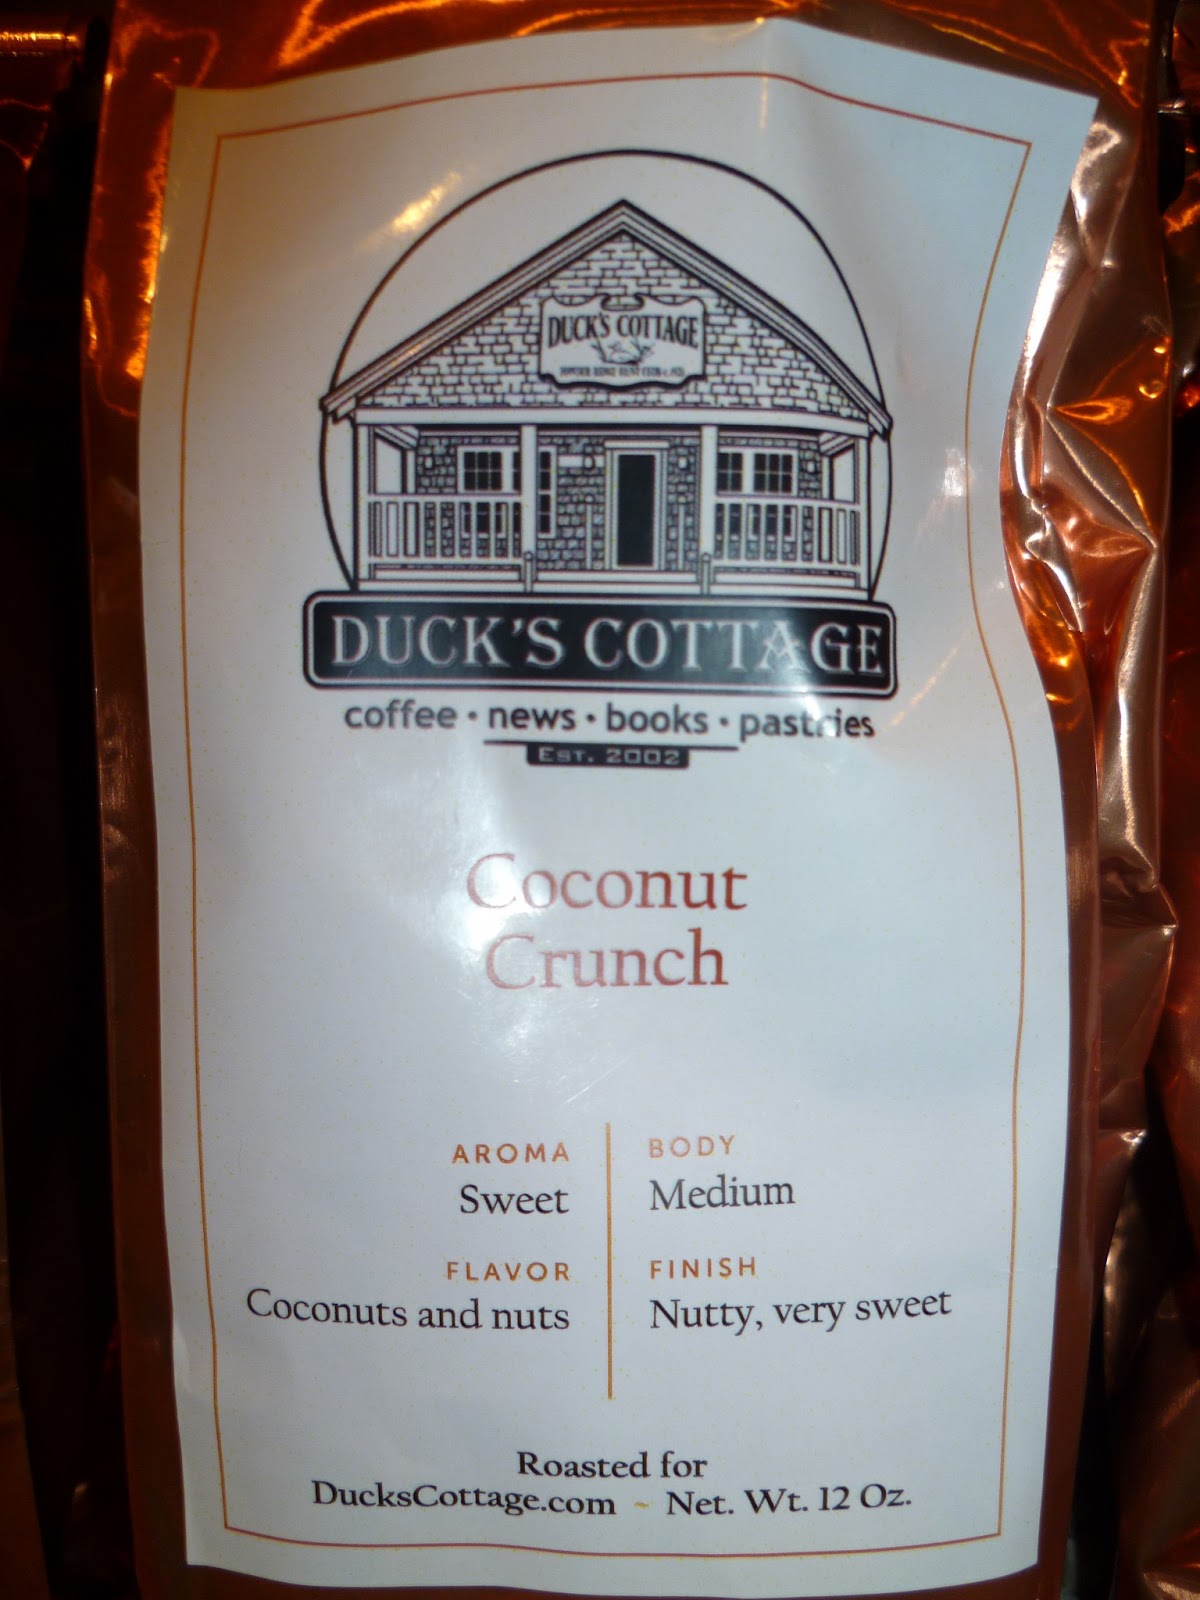 DUCK'S COTTAGE
DUCK'S COTTAGE
coffee • news • books • pastries
EST. 2002
Coconut
Crunch
AROMA
Sweet
BODY
Medium
FLAVOR
Coconuts and nuts
FINISH
Nutty, very sweet
Roasted for
DucksCottage.com ~ Net. Wt. 12 Oz.